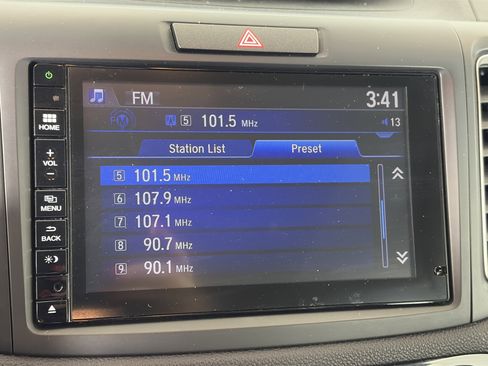 FM
3:41
FM 5 101.5 MHz
13
Station List Preset
5 101.5 MHz
6 107.9 MHz
7 107.1 MHz
8 90.7 MHz
9 90.1 MHz
HOME
+
VOL
−
MENU
BACK